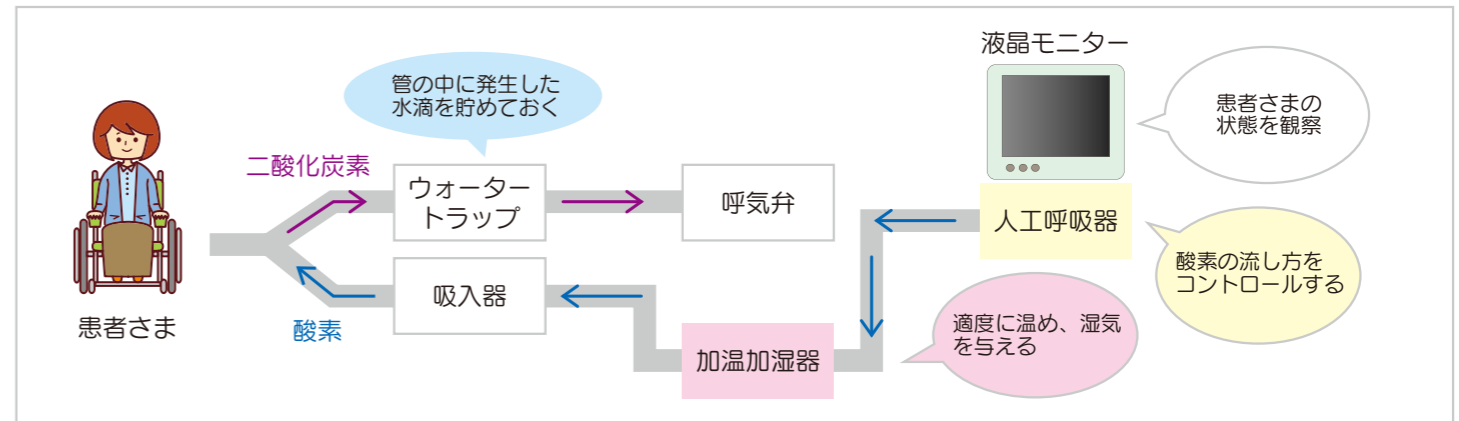 液晶モニター
管の中に発生した
水滴を貯めておく
患者さまの
状態を観察
二酸化炭素
ウォーター
トラップ
呼気弁
人工呼吸器
酸素の流し方を
コントロールする
吸入器
患者さま
酸素
適度に温め、湿気
を与える
加温加湿器